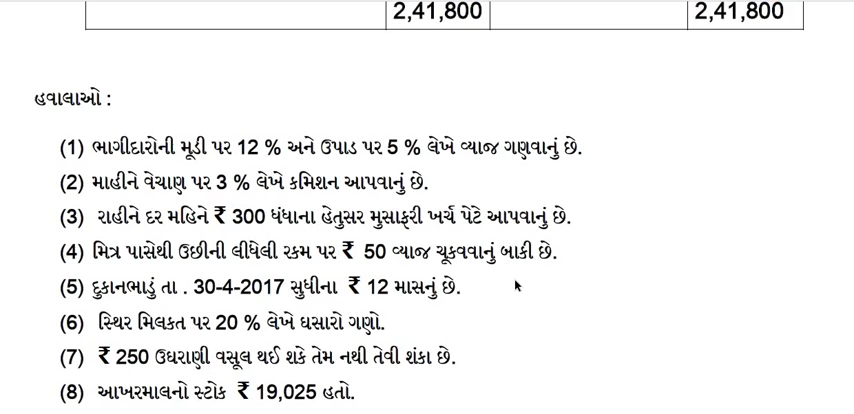 2,41,800 2,41,800
હવાલાઓ :
(1) ભાગીદારોની મૂડી પર 12 % અને ઉપાડ પર 5 % લેખે વ્યાજ ગણવાનું છે.
(2) માહીને વેચાણ પર 3 % લેખે કમિશન આપવાનું છે.
(3) રાહીને દર મહિને ₹ 300 ધંધાના હેતુસર મુસાફરી ખર્ચ પેટે આપવાનું છે.
(4) મિત્ર પાસેથી ઉછીની લીધેલી રકમ પર ₹ 50 વ્યાજ ચૂકવવાનું બાકી છે.
(5) દુકાનભાડું તા . 30-4-2017 સુધીના ₹ 12 માસનું છે.
(6) સ્થિર મિલકત પર 20 % લેખે ઘસારો ગણો.
(7) ₹ 250 ઉઘરાણી વસૂલ થઈ શકે તેમ નથી તેવી શંકા છે.
(8) આખરમાલનો સ્ટોક ₹ 19,025 હતો.